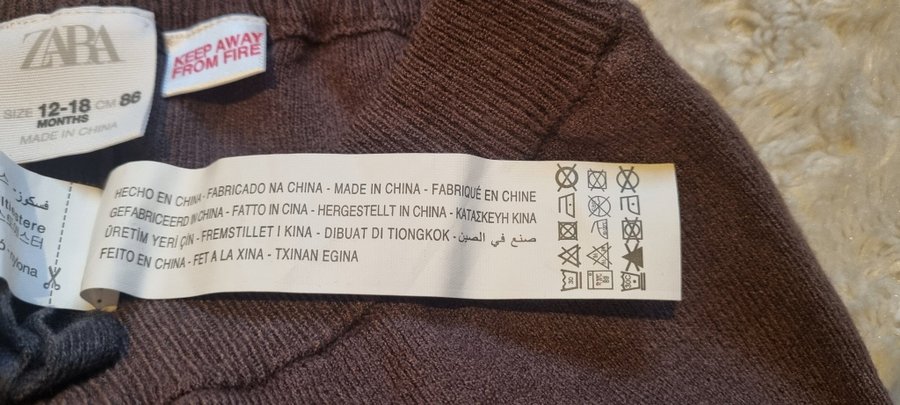 ZARA
SIZE 12-18 CM 86
MONTHS
MADE IN CHINA
KEEP AWAY
FROM FIRE
HECHO EN CHINA - FABRICADO NA CHINA - MADE IN CHINA - FABRIQUÉ EN CHINE
GEFABRICEERD IN CHINA - FATTO IN CINA - HERGESTELLT IN CHINA - ΚΑΤΑΣΚΕΥΗ ΚΙΝΑ
ÜRETİM YERİ ÇİN - FREMSTILLET I KINA - DIBUAT DI TIONGKOK - صنع في الصين
FEITO EN CHINA - FET A LA XINA - TXINAN EGINA
فسكوز